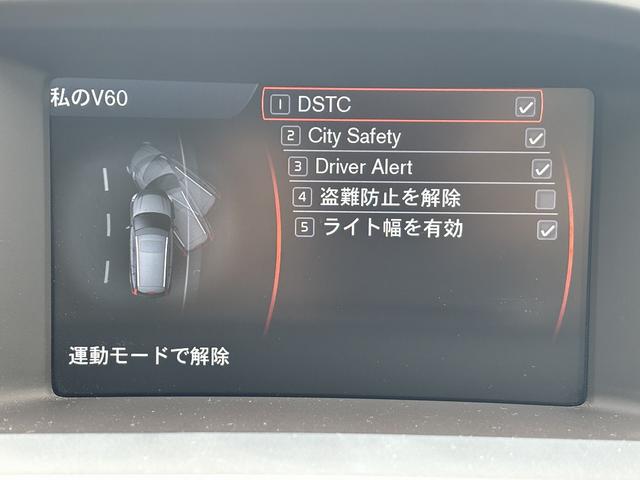 私のV60
1 DSTC
2 City Safety
3 Driver Alert
4 盗難防止を解除
5 ライト幅を有効
運動モードで解除